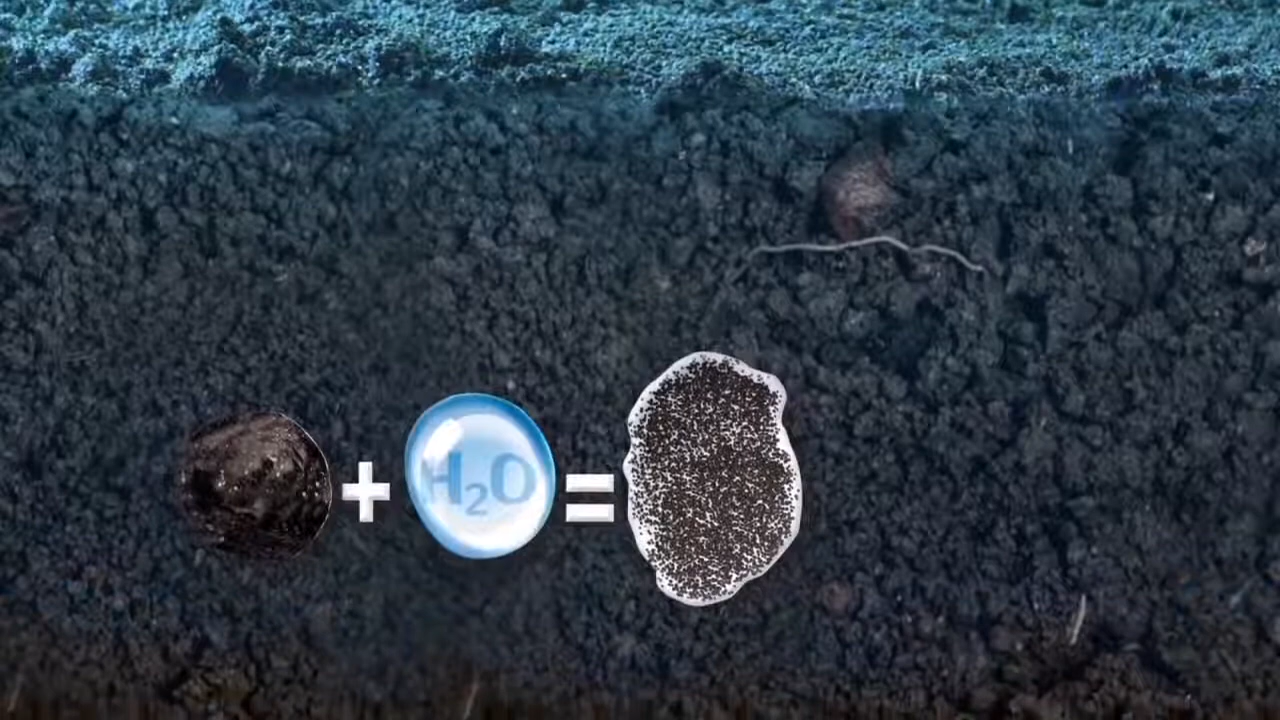 + H₂O =